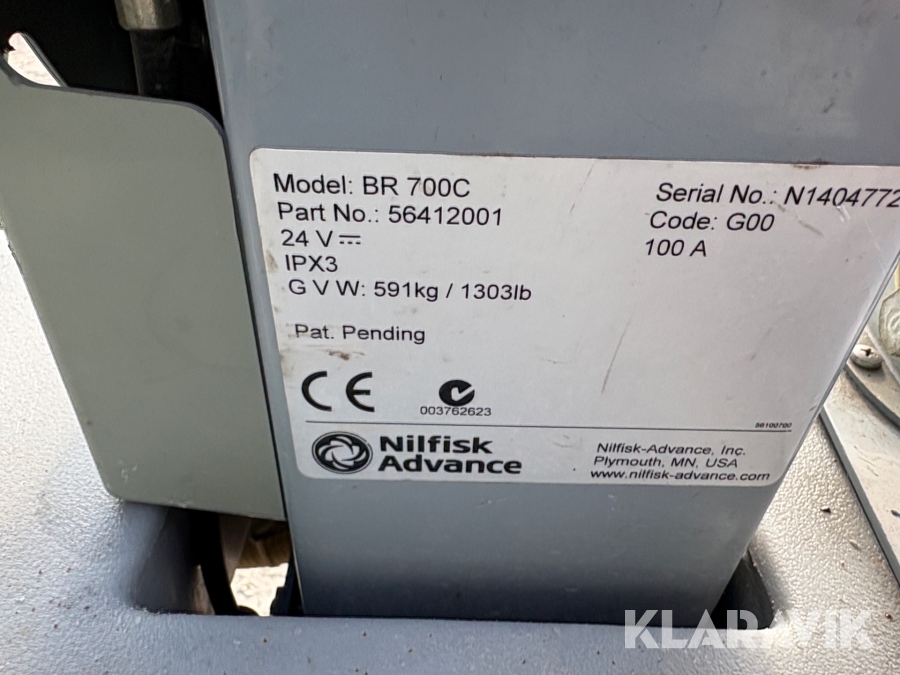 Model: BR 700C
Part No.: 56412001
24 V
IPX3
G V W: 591kg / 1303lb
Pat. Pending
Serial No.: N1404772
Code: G00
100 A
CE
003762623
56100700
Nilfisk
Advance
Nilfisk-Advance, Inc.
Plymouth, MN, USA
www.nilfisk-advance.com
KLARAVIK